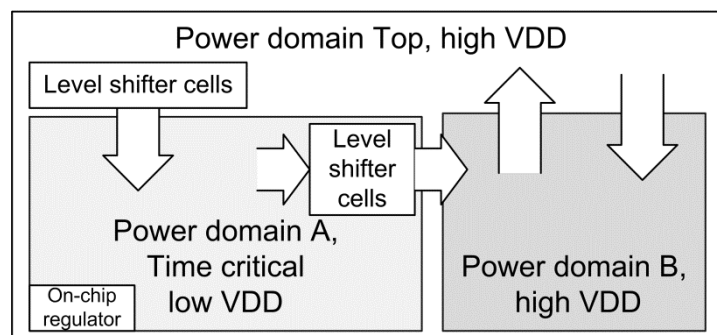 Power domain Top, high VDD
Level shifter cells
Level
shifter
cells
Power domain A,
Time critical
low VDD
On-chip
regulator
Power domain B,
high VDD